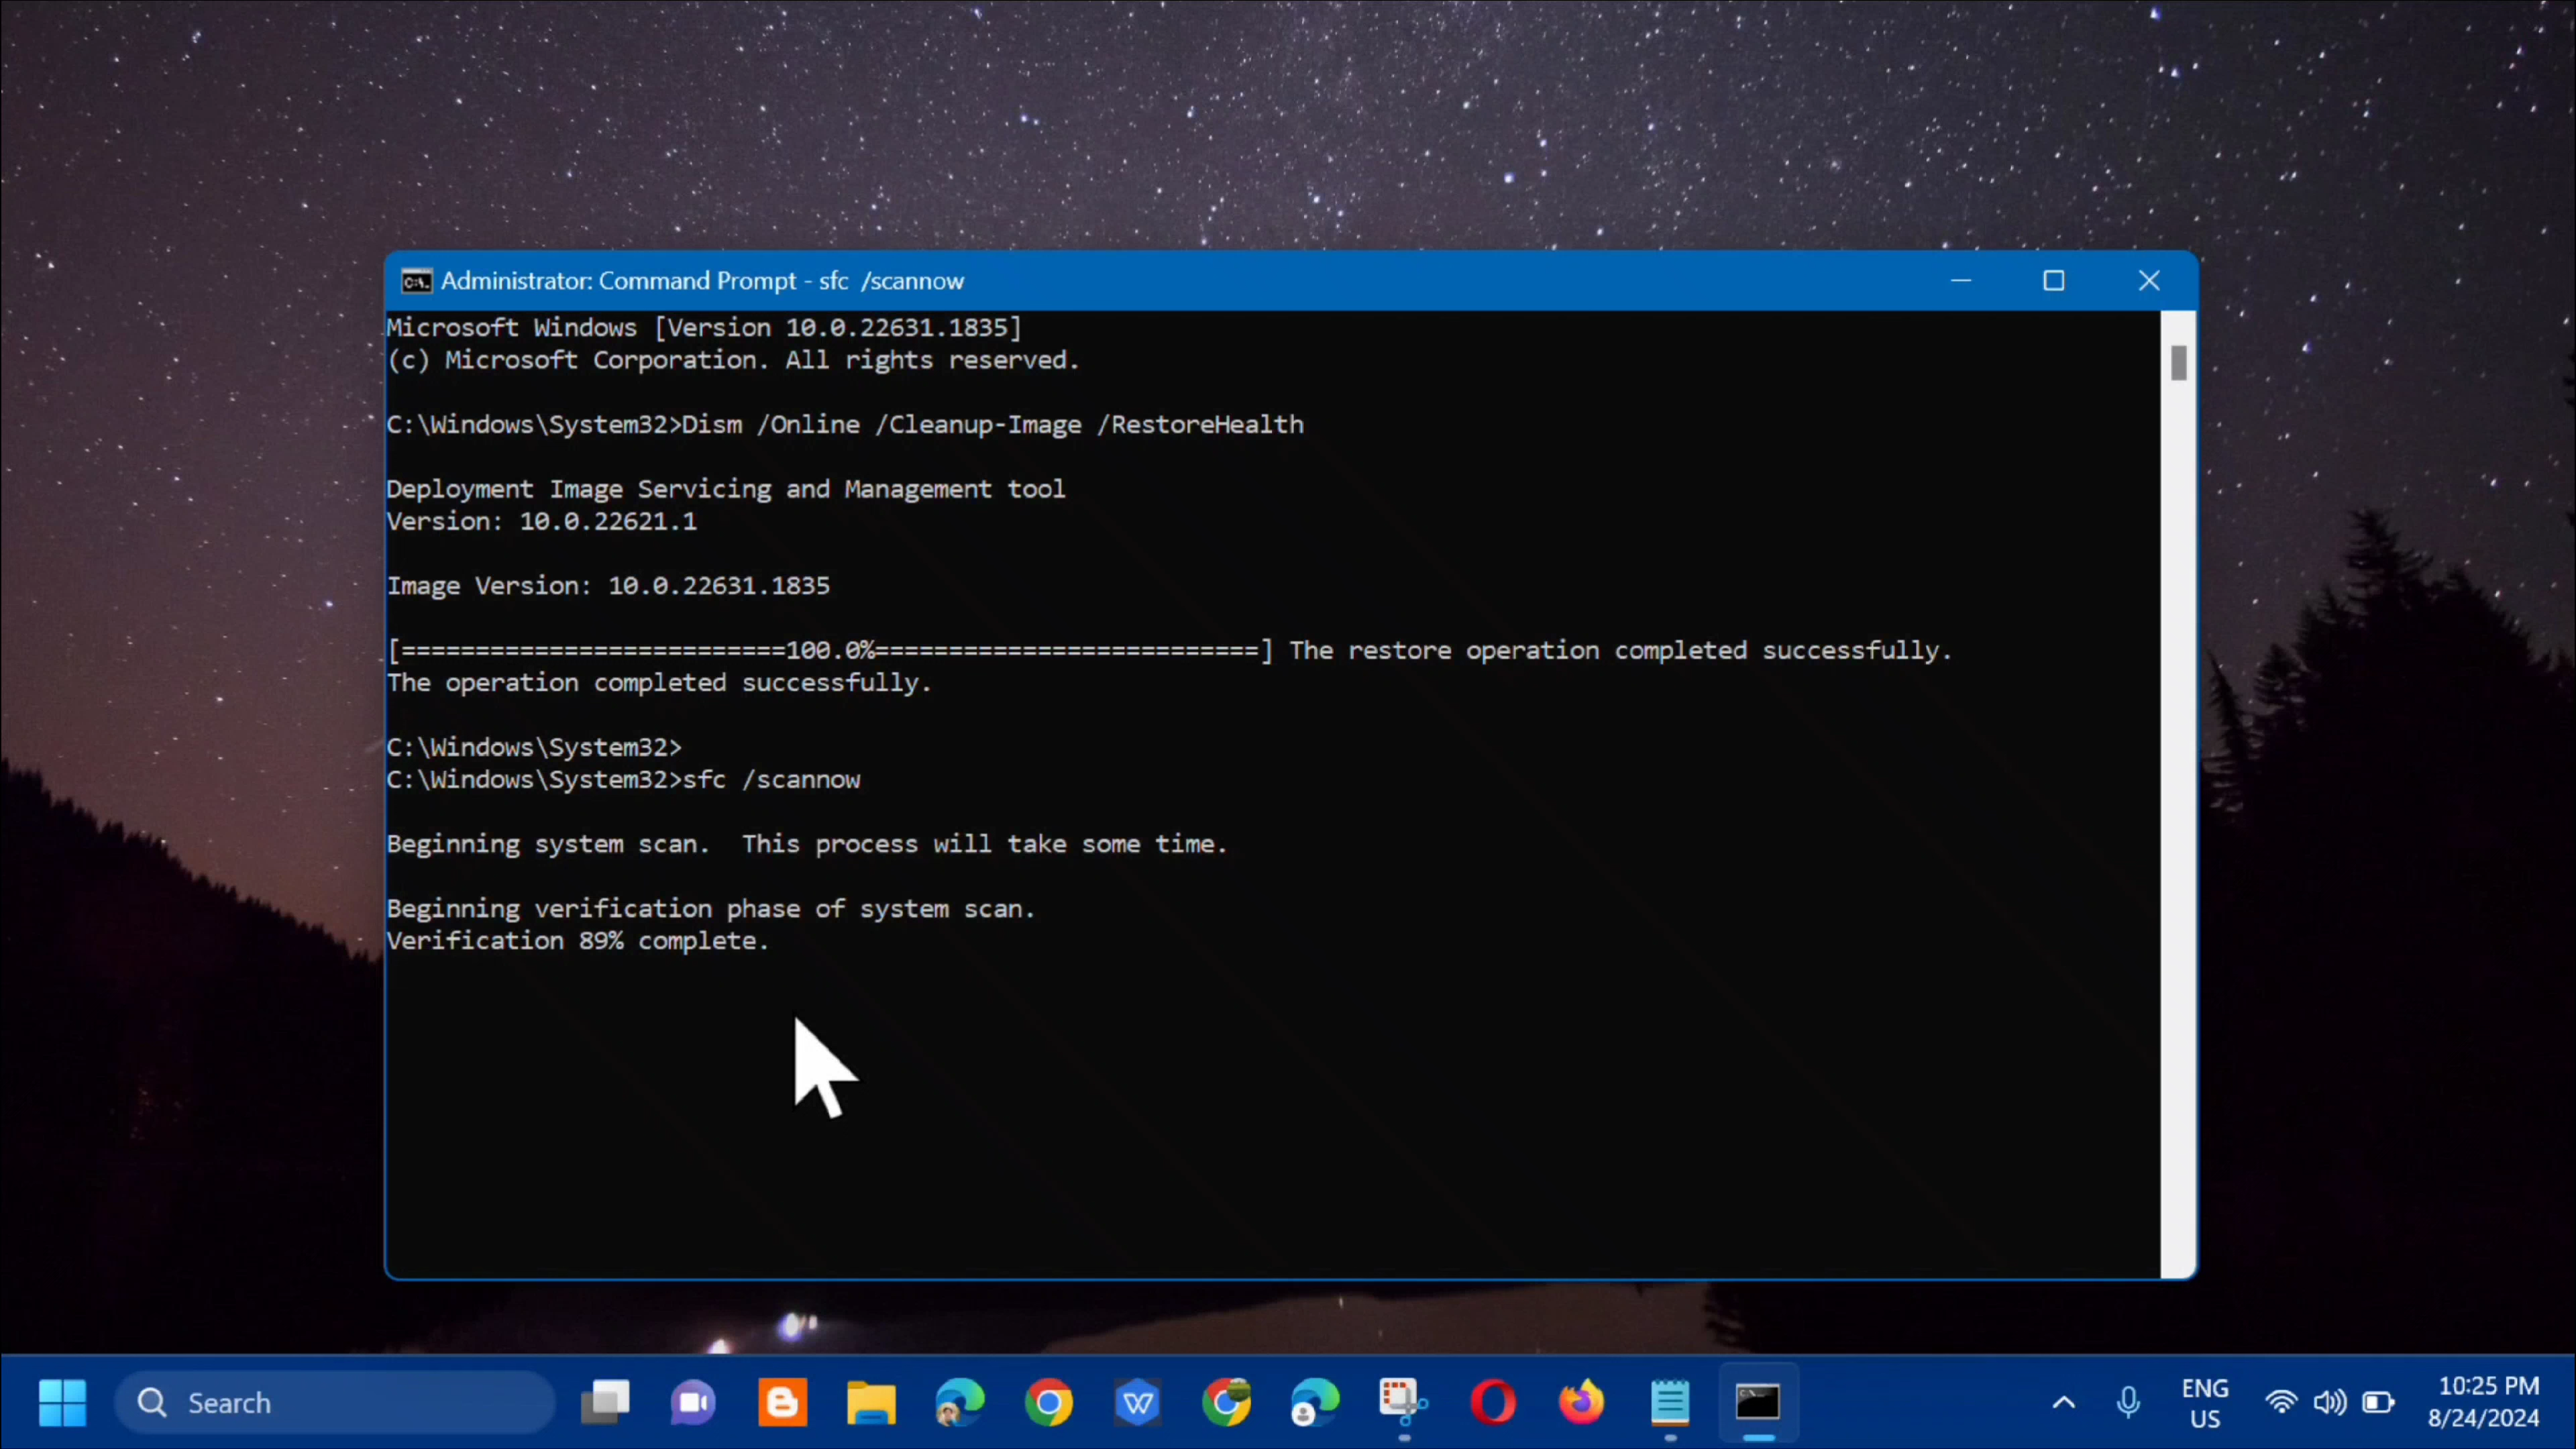 Administrator: Command Prompt - sfc  /scannow
Microsoft Windows [Version 10.0.22631.1835]
(c) Microsoft Corporation. All rights reserved.
C:\Windows\System32>Dism /Online /Cleanup-Image /RestoreHealth
Deployment Image Servicing and Management tool
Version: 10.0.22621.1
Image Version: 10.0.22631.1835
[==========================100.0%==========================] The restore operation completed successfully.
The operation completed successfully.
C:\Windows\System32>
C:\Windows\System32>sfc /scannow
Beginning system scan.  This process will take some time.
Beginning verification phase of system scan.
Verification 89% complete.
Search
ENG
US
10:25 PM
8/24/2024